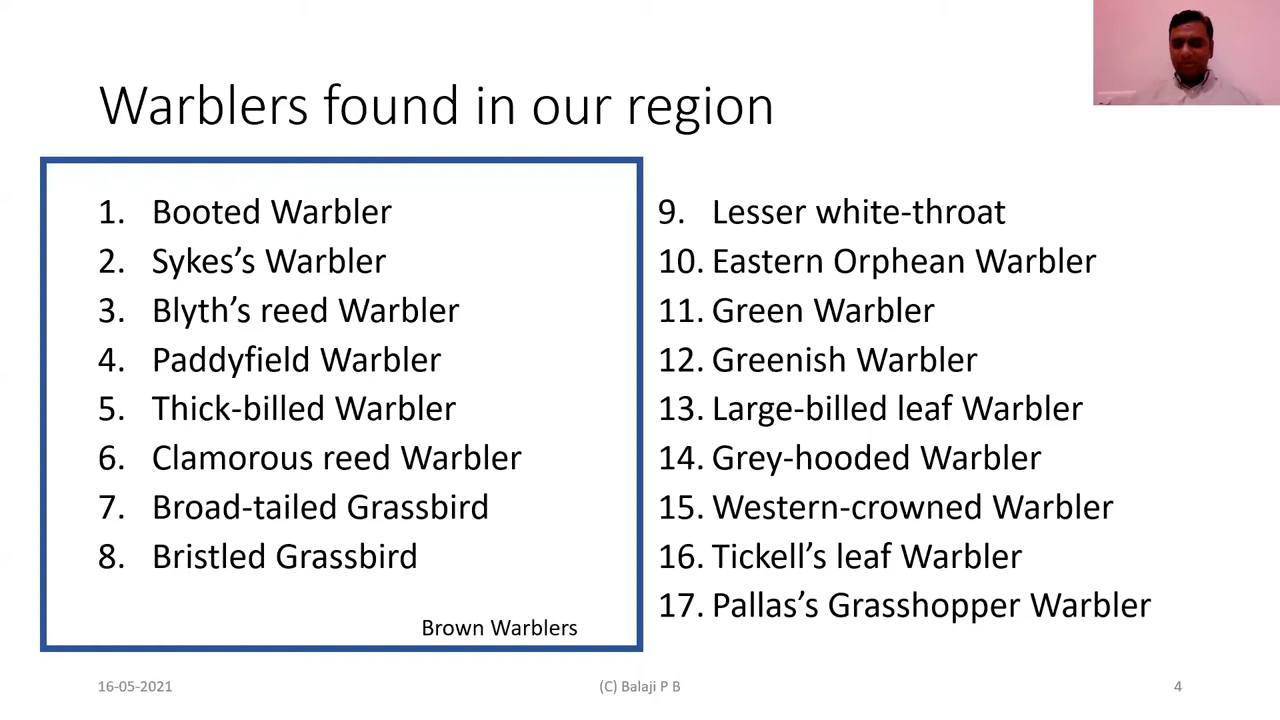 Warblers found in our region
1. Booted Warbler
2. Sykes’s Warbler
3. Blyth’s reed Warbler
4. Paddyfield Warbler
5. Thick-billed Warbler
6. Clamorous reed Warbler
7. Broad-tailed Grassbird
8. Bristled Grassbird
Brown Warblers
9. Lesser white-throat
10. Eastern Orphean Warbler
11. Green Warbler
12. Greenish Warbler
13. Large-billed leaf Warbler
14. Grey-hooded Warbler
15. Western-crowned Warbler
16. Tickell’s leaf Warbler
17. Pallas’s Grasshopper Warbler
16-05-2021
(C) Balaji P B
4